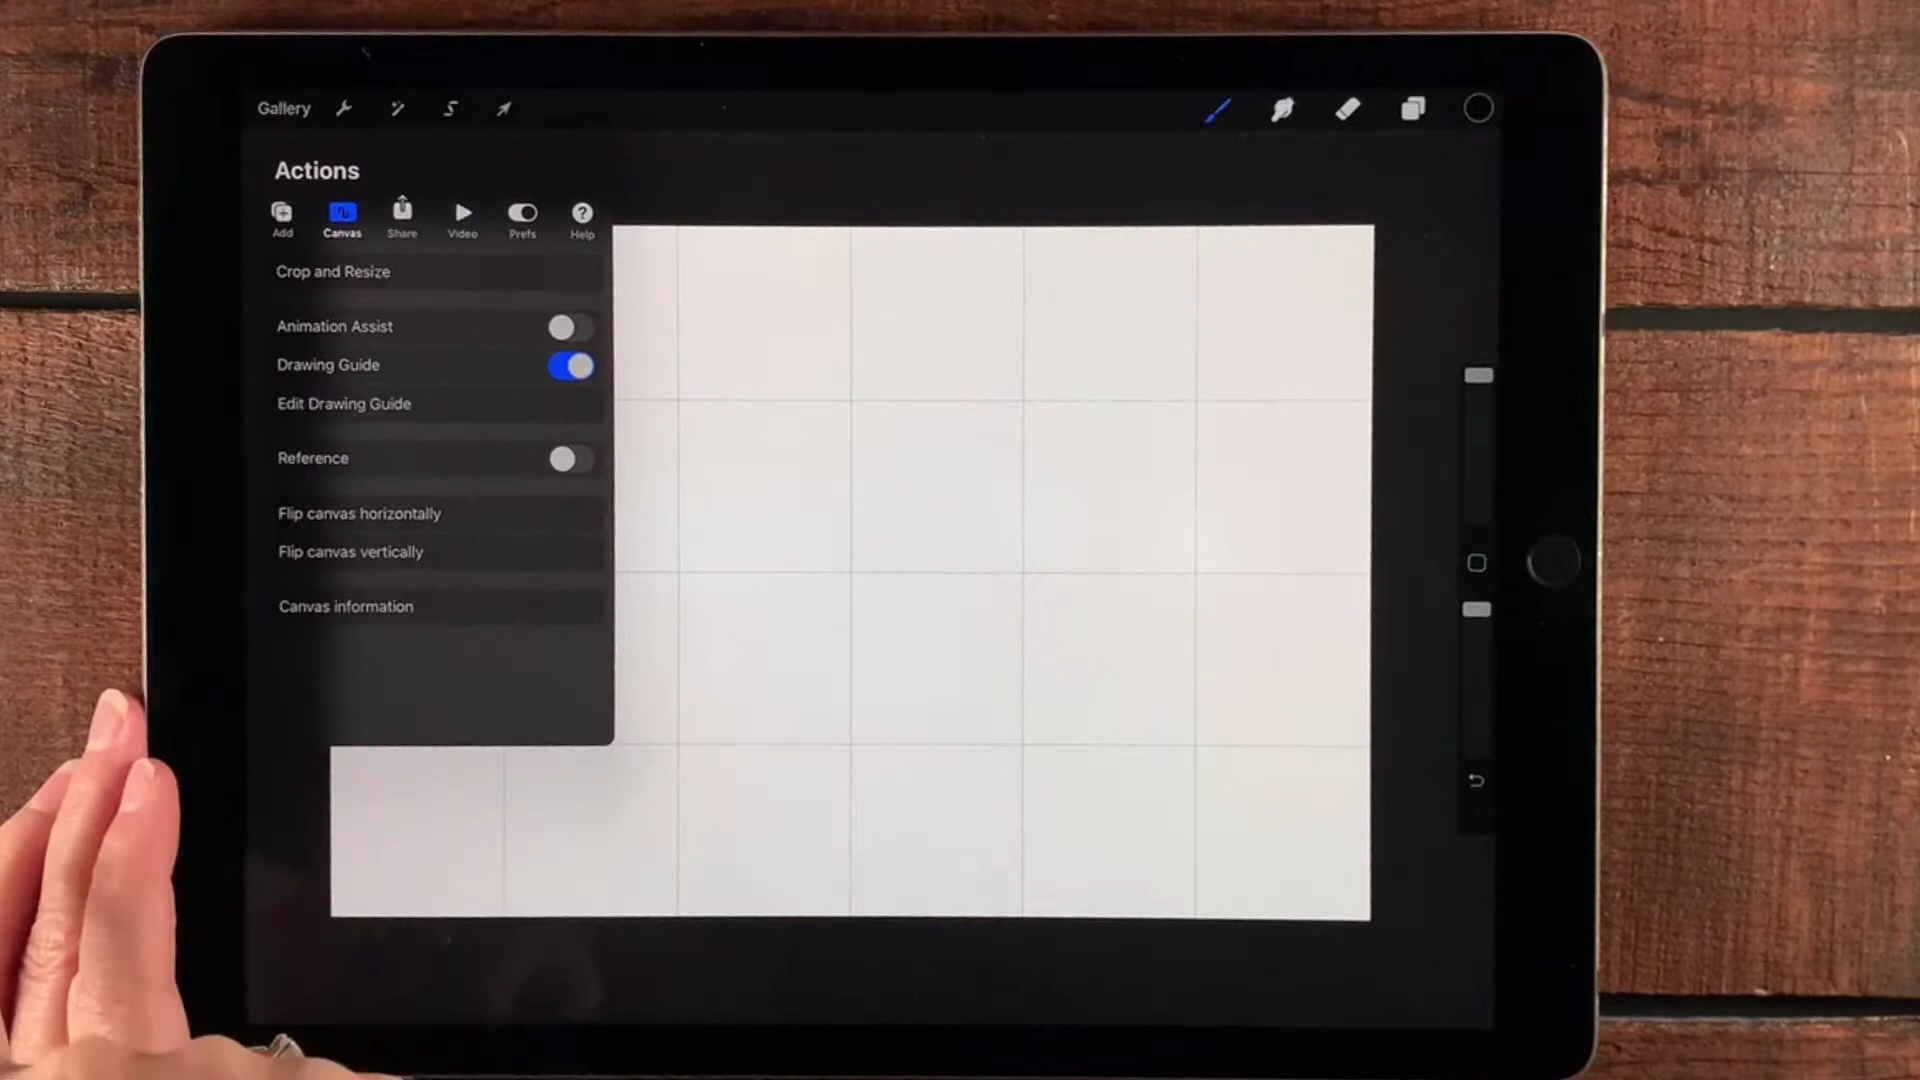 Gallery
Actions
Add Canvas Share Video Prefs Help
Crop and Resize
Animation Assist
Drawing Guide
Edit Drawing Guide
Reference
Flip canvas horizontally
Flip canvas vertically
Canvas information